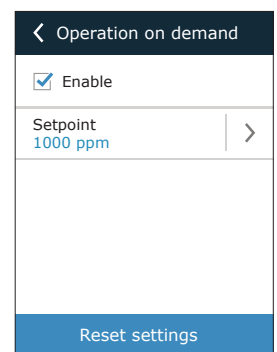 Operation on demand
Enable
Setpoint
1000 ppm
Reset settings